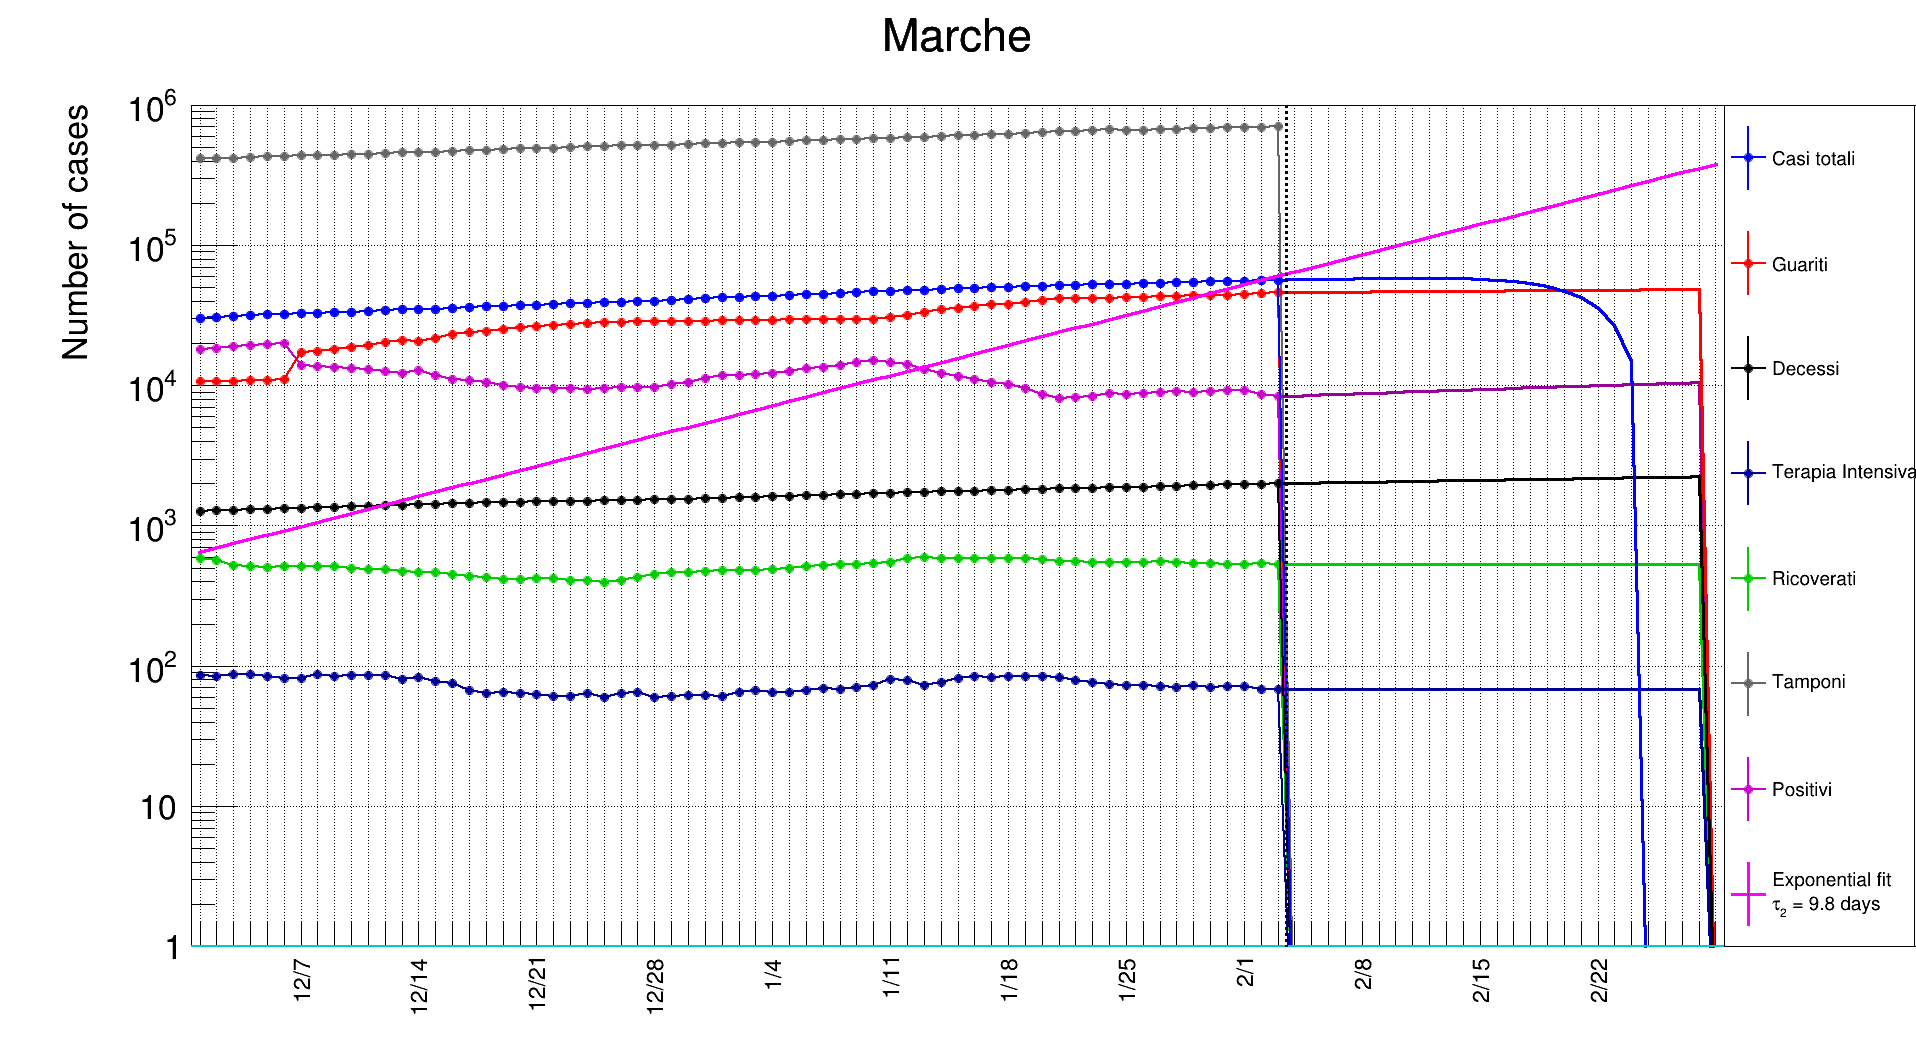 Marche
Number of cases
10^6
10^5
10^4
10^3
10^2
10
1
12/7
12/14
12/21
12/28
1/4
1/11
1/18
1/25
2/1
2/8
2/15
2/22
Casi totali
Guariti
Decessi
Terapia Intensiva
Ricoverati
Tamponi
Positivi
Exponential fit
τ₂ = 9.8 days